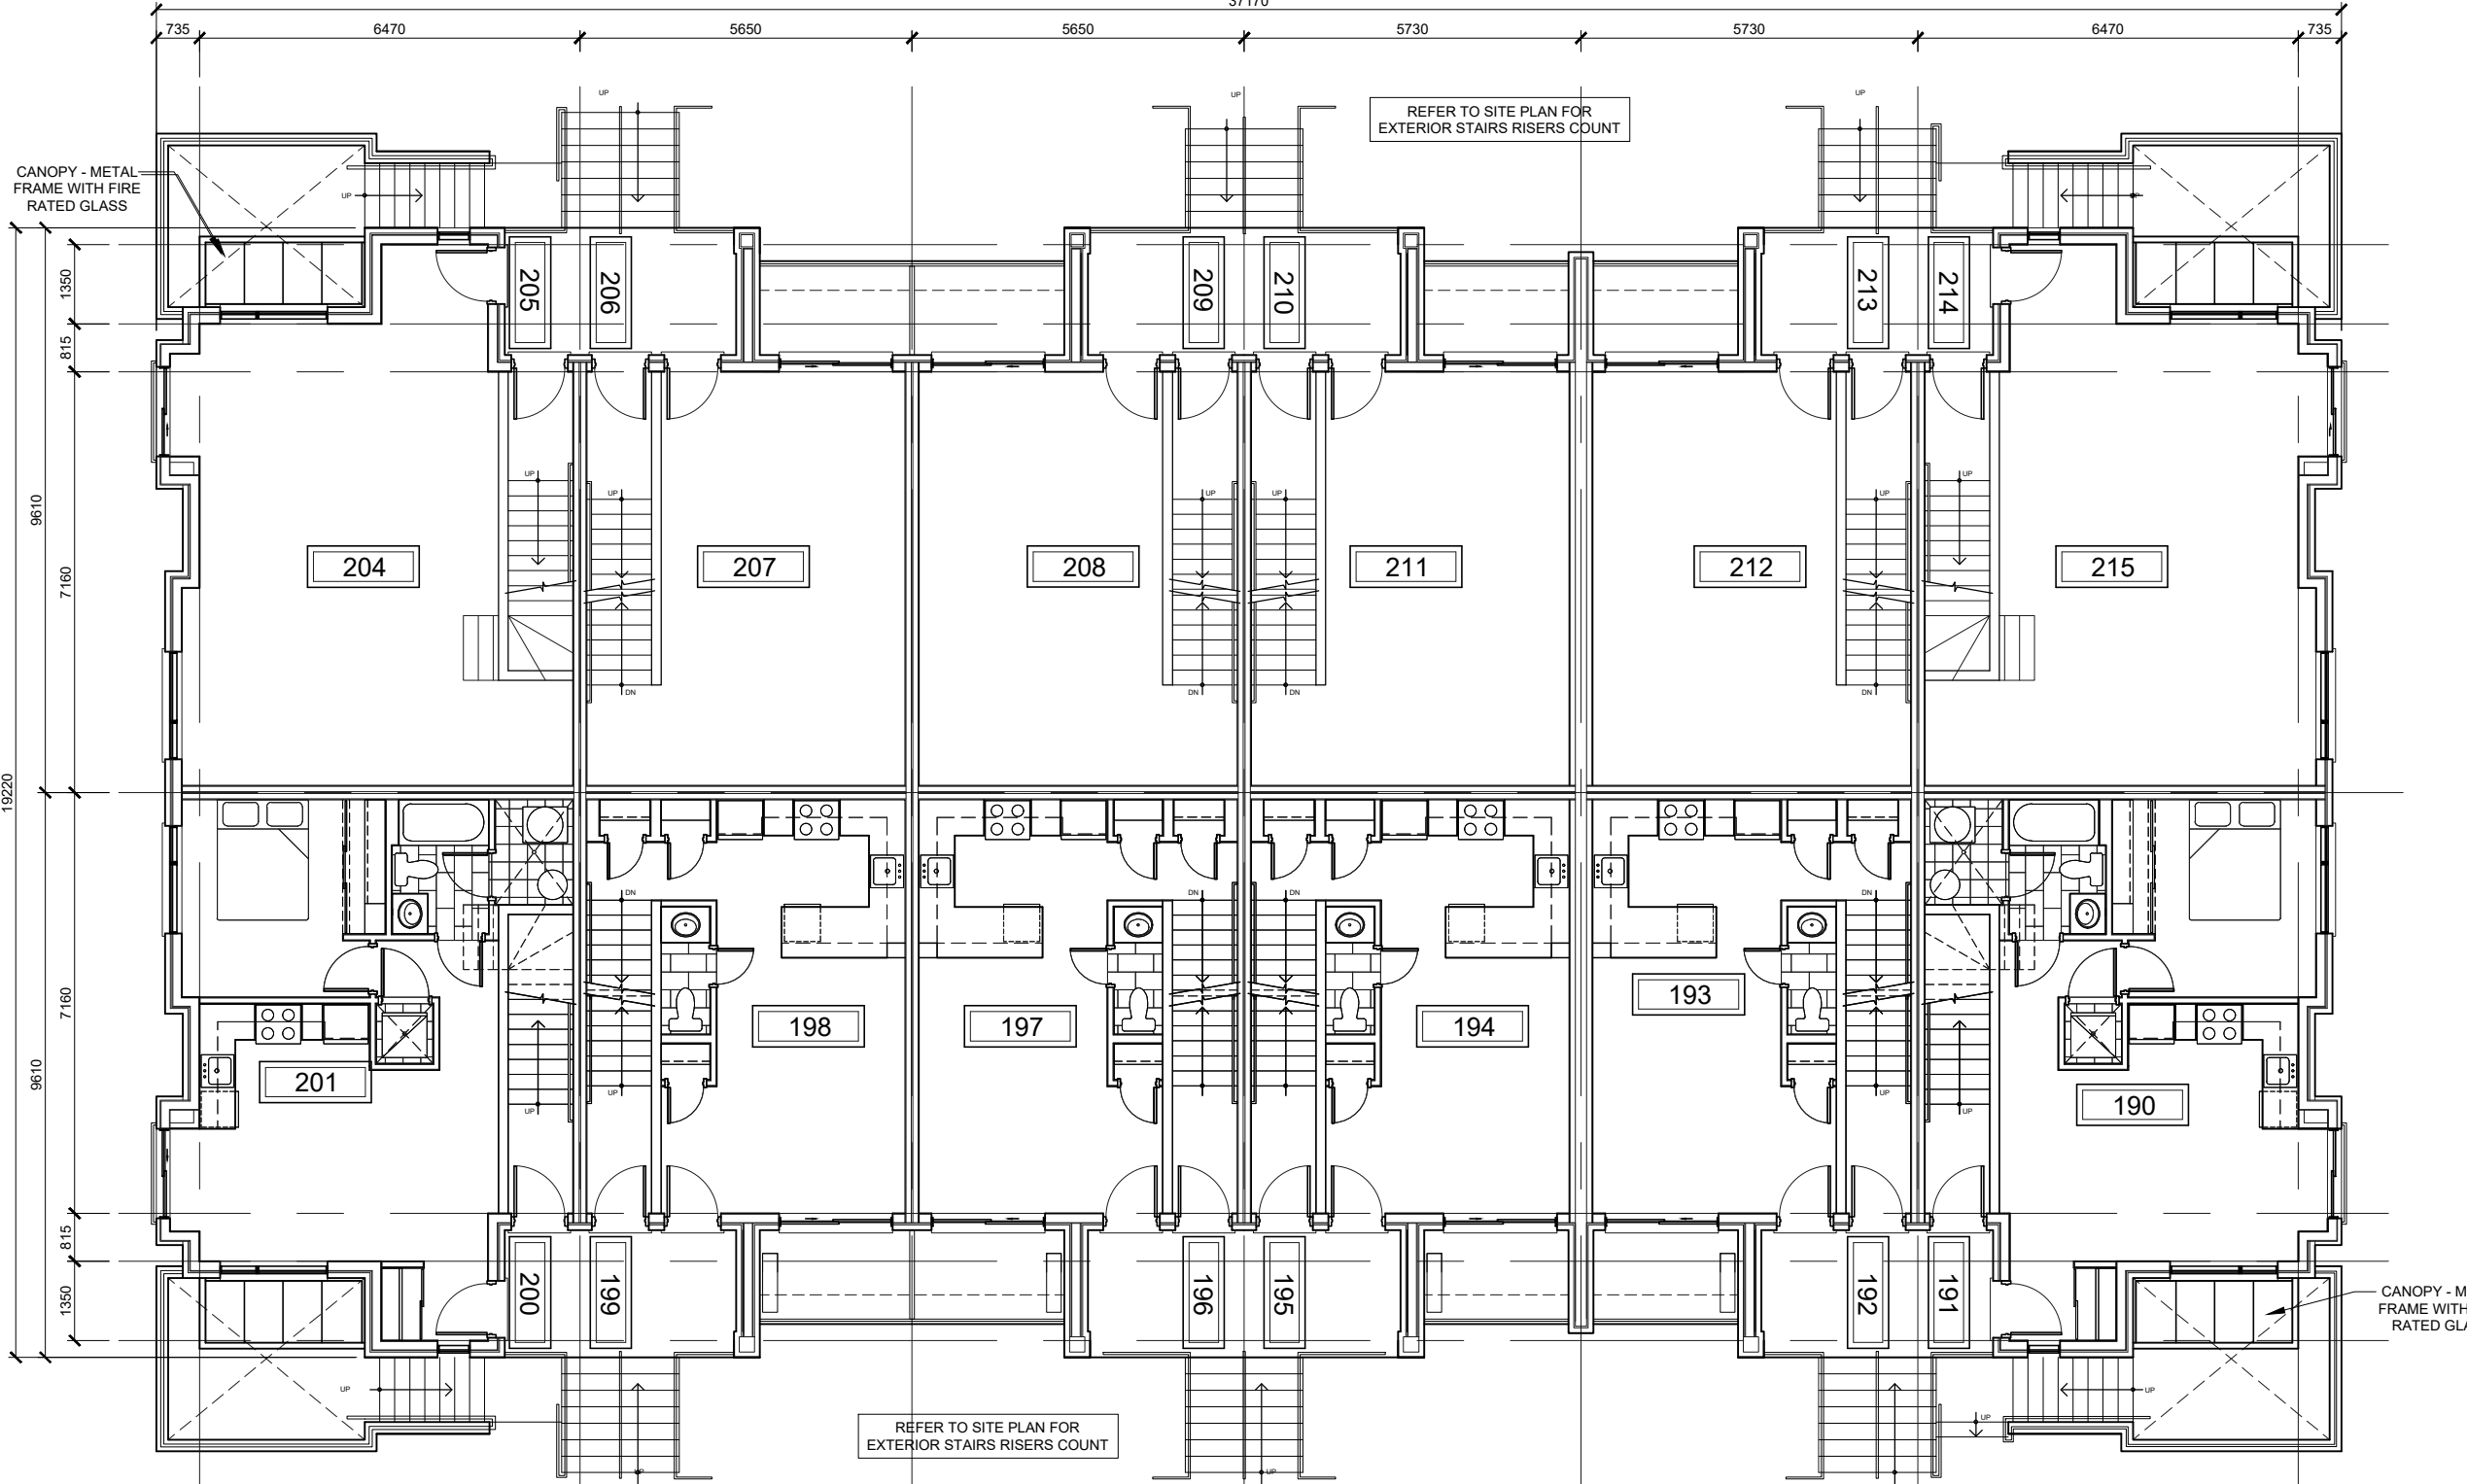 37170
735 6470 5650 5650 5730 5730 6470 735
UP UP UP
REFER TO SITE PLAN FOR
EXTERIOR STAIRS RISERS COUNT
CANOPY - METAL
FRAME WITH FIRE
RATED GLASS
UP UP
205 206 209 210 213 214
1350
815
9610
7160
UP UP UP UP UP UP
204 207 208 211 212 215
DN DN DN DN
19220
DN DN DN DN
7160
9610
193
198 197 194
201 190
UP UP UP UP UP UP
815
1350
200 199 196 195 192 191
CANOPY - M
FRAME WITH
RATED GLA
UP UP
UP
REFER TO SITE PLAN FOR
EXTERIOR STAIRS RISERS COUNT
UP UP